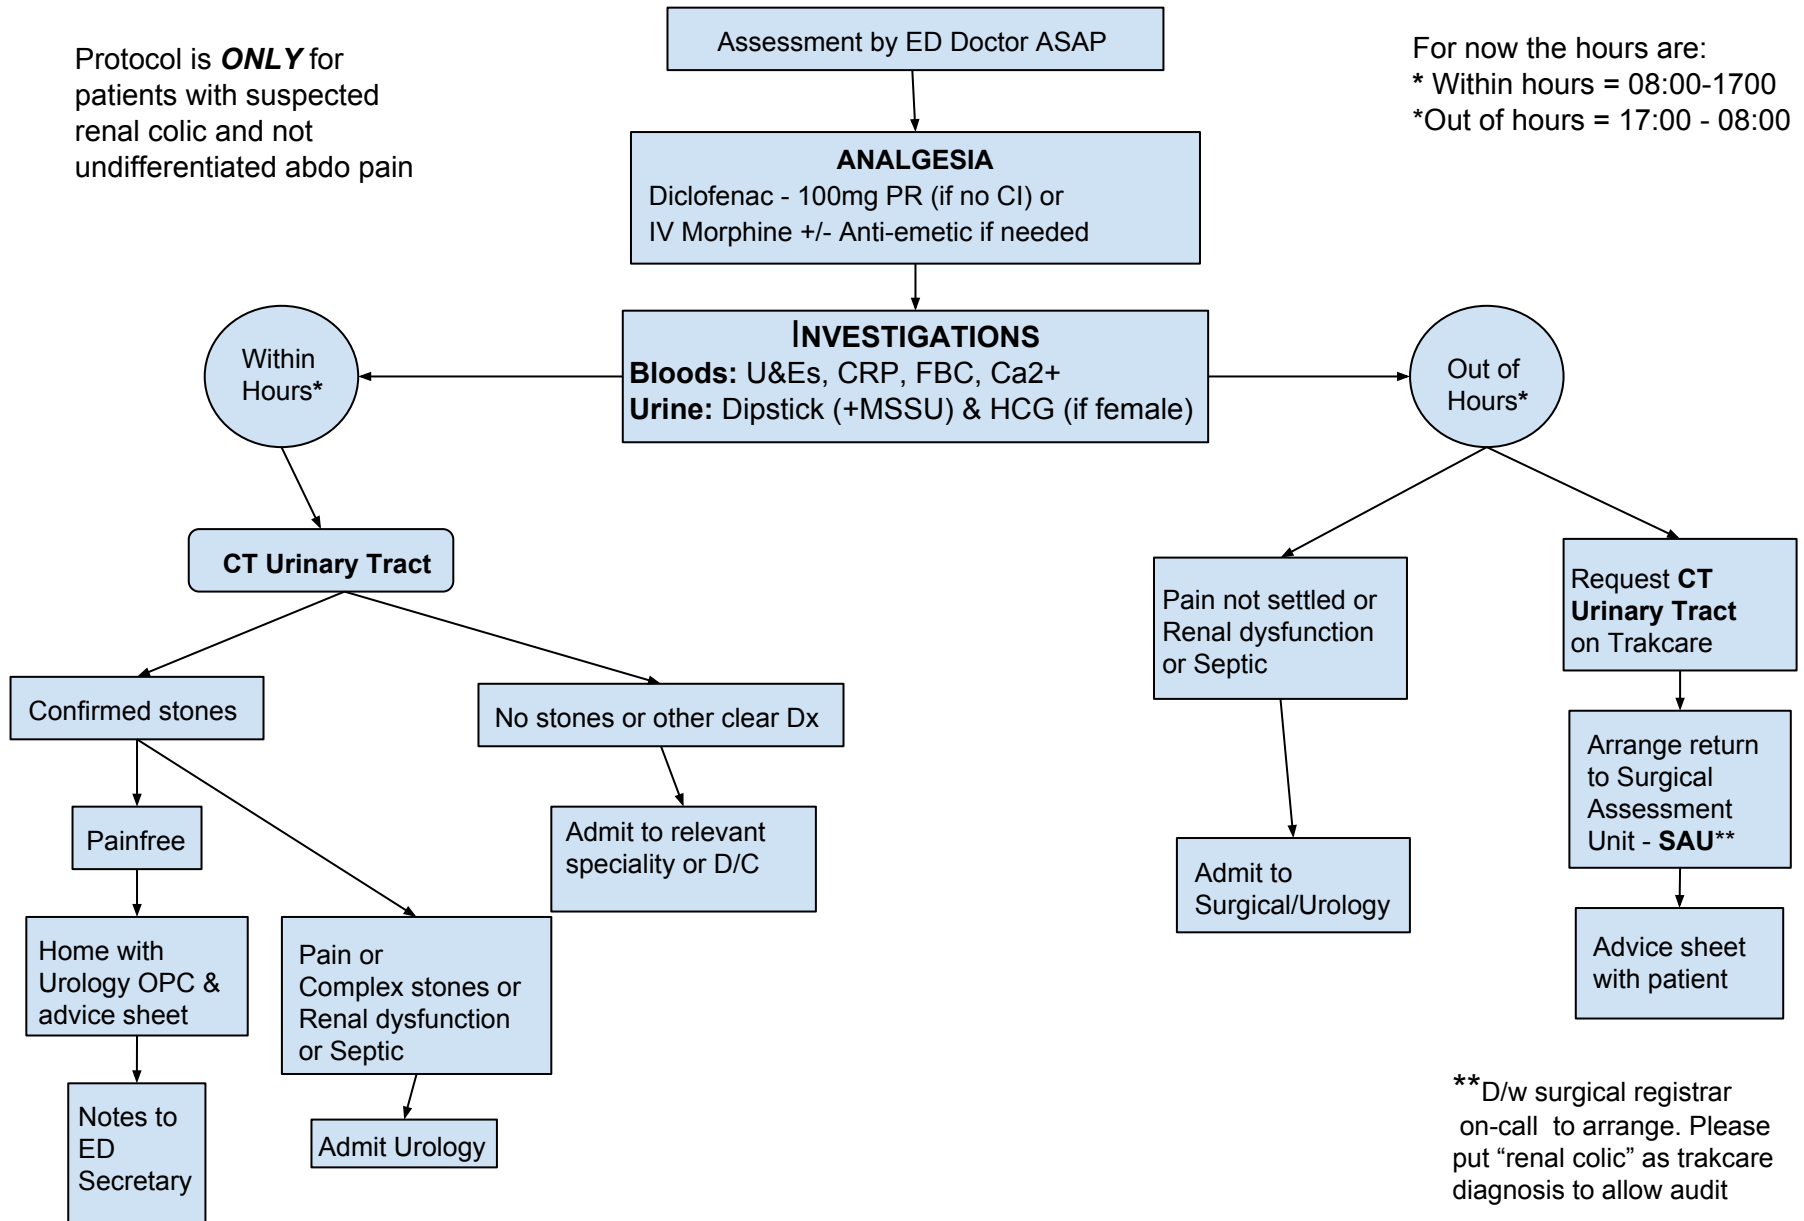 Protocol is ONLY for
patients with suspected
renal colic and not
undifferentiated abdo pain
Assessment by ED Doctor ASAP
For now the hours are:
* Within hours = 08:00-1700
*Out of hours = 17:00 - 08:00
ANALGESIA
Diclofenac - 100mg PR (if no CI) or
IV Morphine +/- Anti-emetic if needed
INVESTIGATIONS
Bloods: U&Es, CRP, FBC, Ca2+
Urine: Dipstick (+MSSU) & HCG (if female)
Within
Hours*
Out of
Hours*
CT Urinary Tract
Confirmed stones
No stones or other clear Dx
Painfree
Admit to relevant
speciality or D/C
Home with
Urology OPC &
advice sheet
Pain or
Complex stones or
Renal dysfunction
or Septic
Notes to
ED
Secretary
Admit Urology
Pain not settled or
Renal dysfunction
or Septic
Admit to
Surgical/Urology
Request CT
Urinary Tract
on Trakcare
Arrange return
to Surgical
Assessment
Unit - SAU**
Advice sheet
with patient
**D/w surgical registrar
on-call to arrange. Please
put “renal colic” as trakcare
diagnosis to allow audit